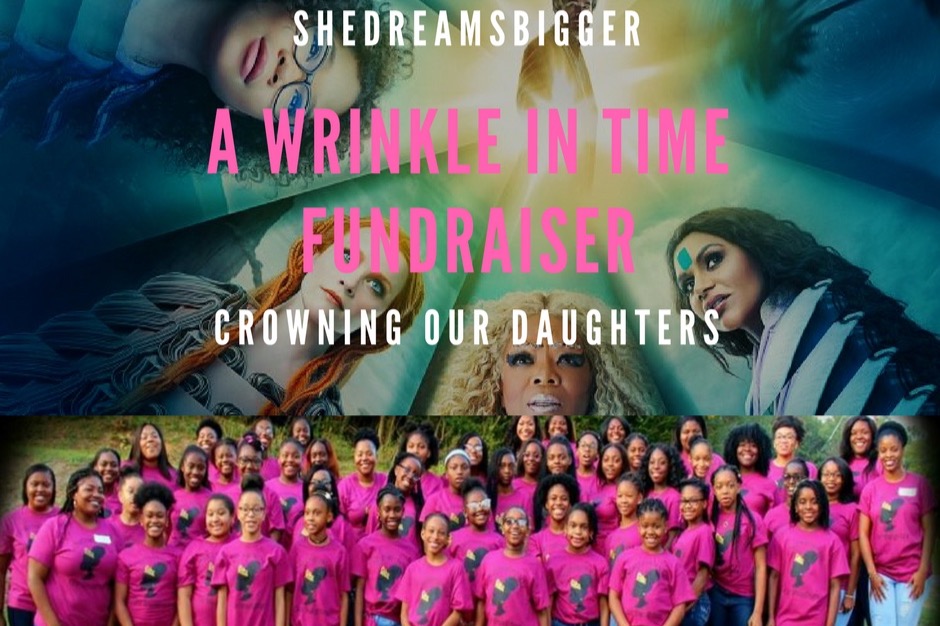 SHEDREAMSBIGGER
A WRINKLE IN TIME
FUNDRAISER
CROWNING OUR DAUGHTERS